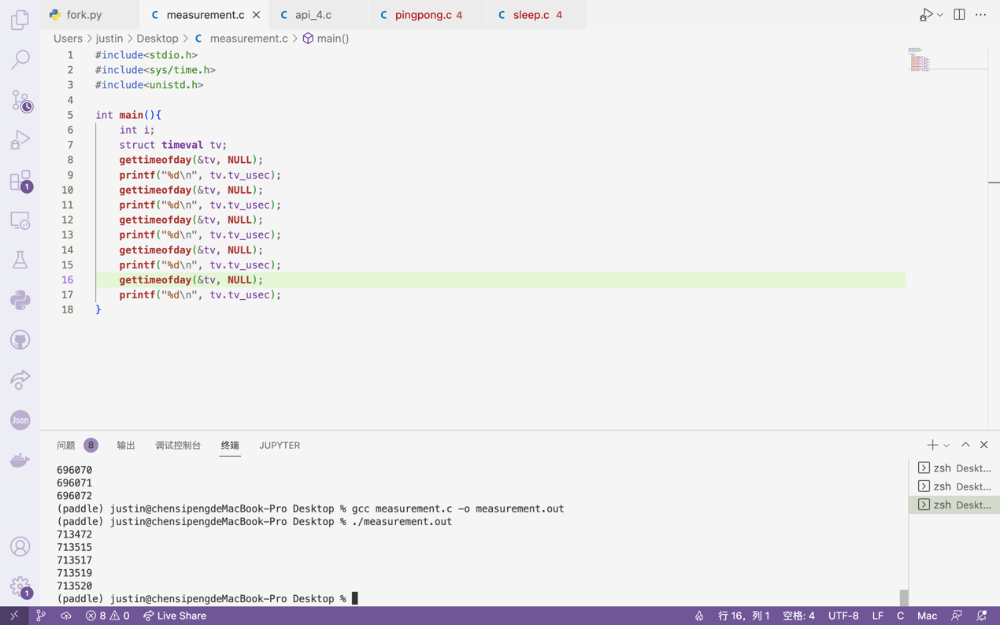 fork.py
C measurement.c
C api_4.c
C pingpong.c 4
C sleep.c 4
Users > justin > Desktop > C measurement.c > main()
1 #include<stdio.h>
2 #include<sys/time.h>
3 #include<unistd.h>
4
5 int main(){
6 int i;
7 struct timeval tv;
8 gettimeofday(&tv, NULL);
9 printf("%d\n", tv.tv_usec);
10 gettimeofday(&tv, NULL);
11 printf("%d\n", tv.tv_usec);
12 gettimeofday(&tv, NULL);
13 printf("%d\n", tv.tv_usec);
14 gettimeofday(&tv, NULL);
15 printf("%d\n", tv.tv_usec);
16 gettimeofday(&tv, NULL);
17 printf("%d\n", tv.tv_usec);
18 }
1
Json
1
问题 8 输出 调试控制台 终端 JUPYTER
696070
696071
696072
(paddle) justin@chensipengdeMacBook-Pro Desktop % gcc measurement.c -o measurement.out
(paddle) justin@chensipengdeMacBook-Pro Desktop % ./measurement.out
713472
713515
713517
713519
713520
(paddle) justin@chensipengdeMacBook-Pro Desktop %
zsh Deskt...
zsh Deskt...
zsh Deskt...
8 0 Live Share
行 16，列 1 空格: 4 UTF-8 LF C Mac